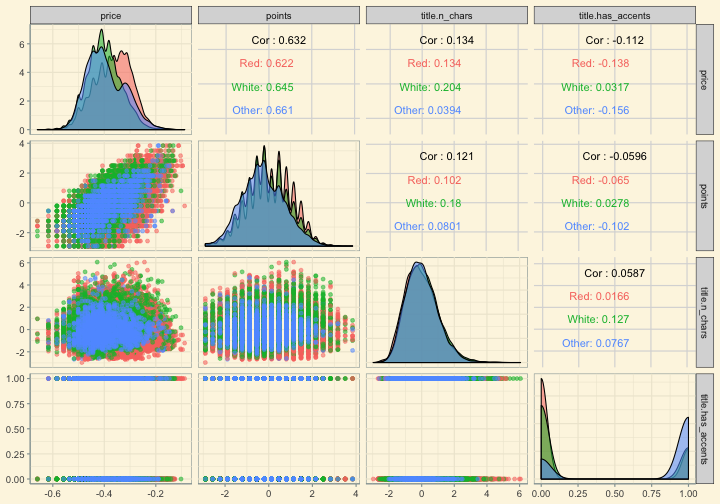 price points title.n_chars title.has_accents
6
4
2
0
Cor : 0.632
Red: 0.622
White: 0.645
Other: 0.661
Cor : 0.134
Red: 0.134
White: 0.204
Other: 0.0394
Cor : -0.112
Red: -0.138
White: 0.0317
Other: -0.156
price
4
2
0
-2
Cor : 0.121
Red: 0.102
White: 0.18
Other: 0.0801
Cor : -0.0596
Red: -0.065
White: 0.0278
Other: -0.102
points
6
4
2
0
-2
Cor : 0.0587
Red: 0.0166
White: 0.127
Other: 0.0767
title.n_chars
1.00
0.75
0.50
0.25
0.00
title.has_accents
-0.6 -0.4 -0.2 -2 0 2 4 -2 0 2 4 6 0.00 0.25 0.50 0.75 1.00